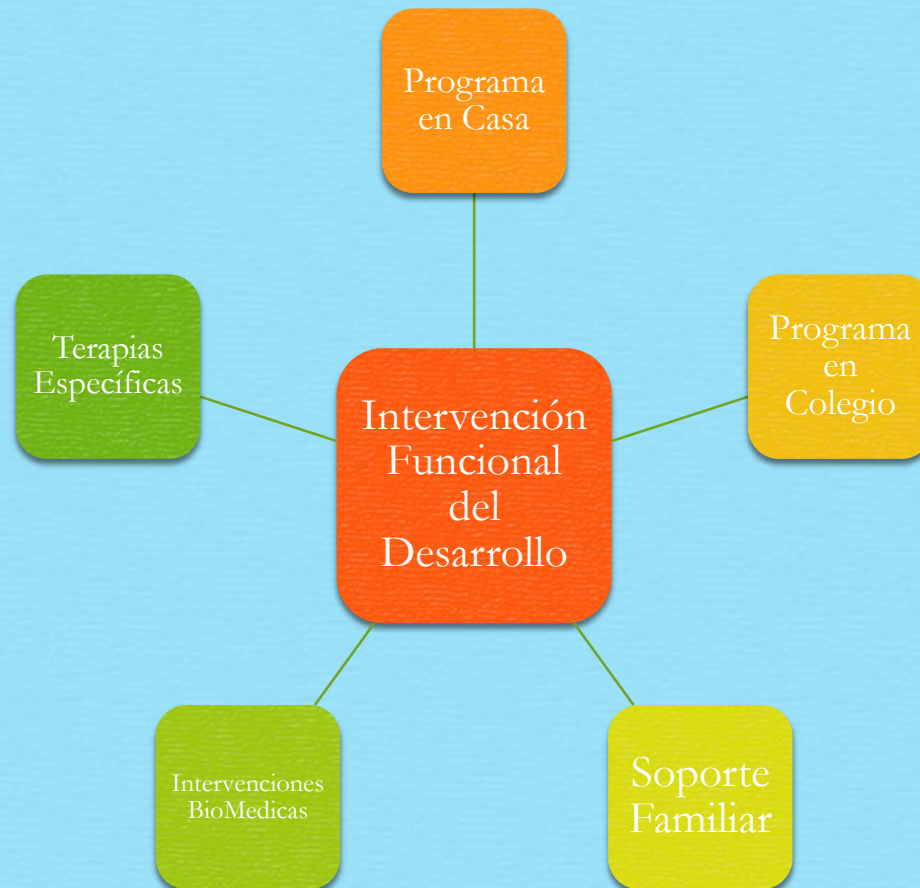 Programa
en Casa
Terapias
Específicas
Programa
en
Colegio
Intervención
Funcional
del
Desarrollo
Intervenciones
BioMedicas
Soporte
Familiar